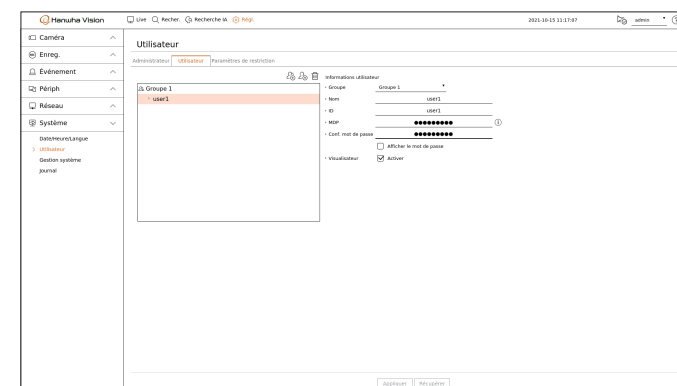 Hanwha Vision
Live Recher. Recherche IA Régl. 2021-10-15 11:17:07 admin
Caméra
Enreg.
Événement
Périph
Réseau
Système
Date/Heure/Langue
Utilisateur
Gestion système
Journal
Utilisateur
Administrateur Utilisateur Paramètres de restriction
Groupe 1
user1
Informations utilisateur
Groupe Groupe 1
Nom user1
ID user1
MDP ●●●●●●●●●
Conf. mot de passe ●●●●●●●●●
Afficher le mot de passe
Visualisateur Activer
Appliquer Récupérer